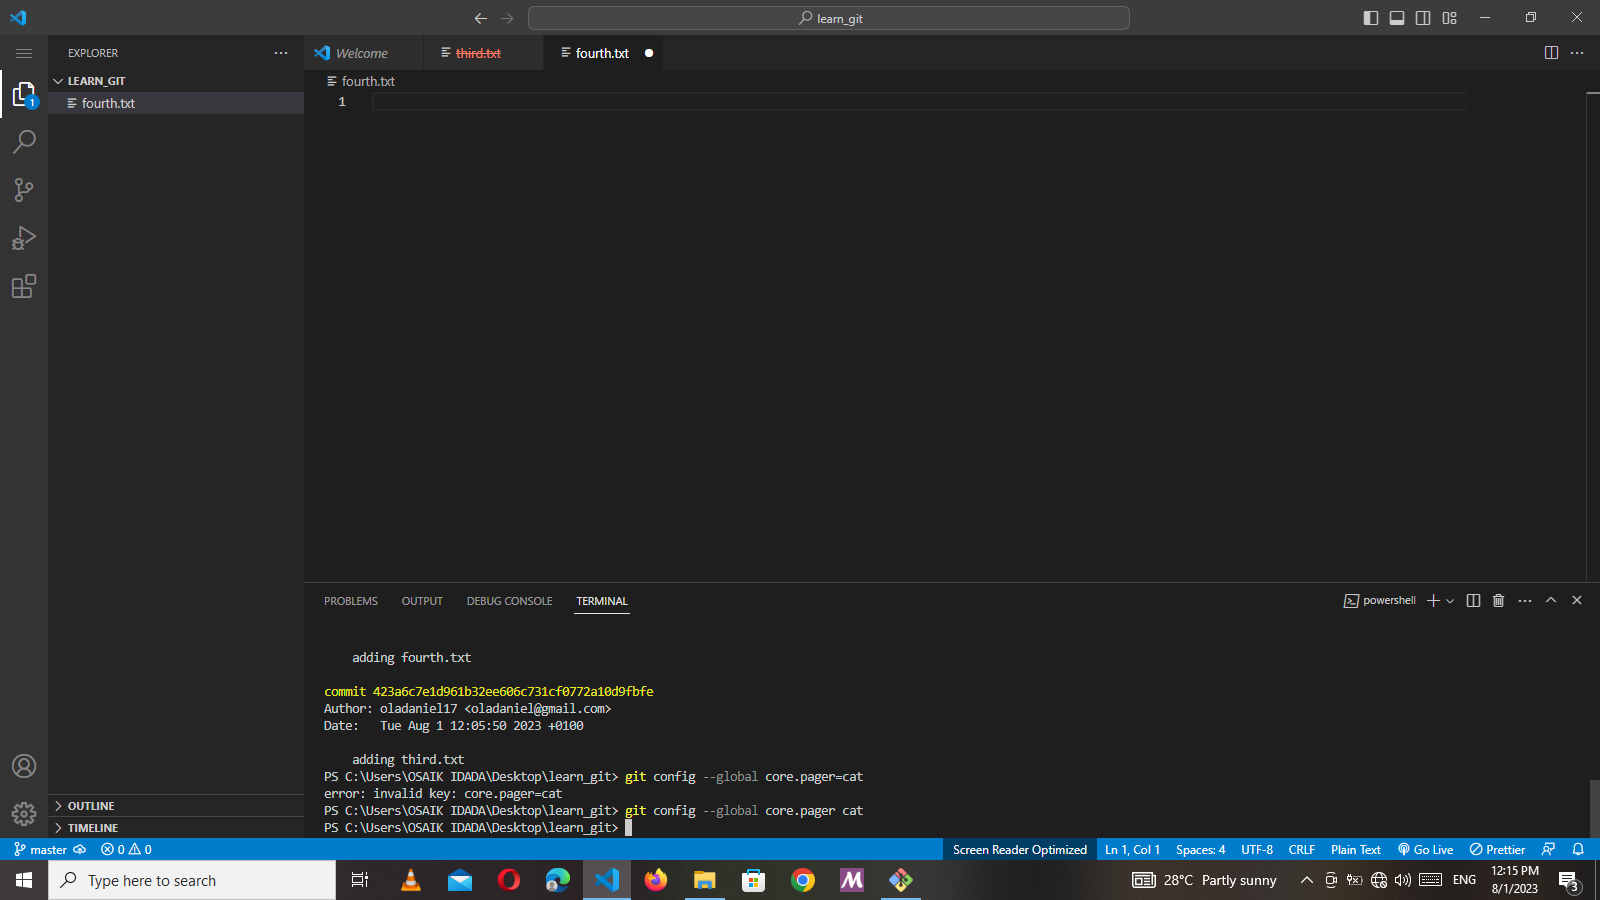 learn_git
EXPLORER
Welcome
third.txt
fourth.txt
LEARN_GIT
fourth.txt
fourth.txt
1
1
PROBLEMS OUTPUT DEBUG CONSOLE TERMINAL
powershell
adding fourth.txt
commit 423a6c7e1d961b32ee606c731cf0772a10d9fbfe
Author: oladaniel17 <oladaniel@gmail.com>
Date:   Tue Aug 1 12:05:50 2023 +0100
adding third.txt
PS C:\Users\OSAIK IDADA\Desktop\learn_git> git config --global core.pager=cat
error: invalid key: core.pager=cat
PS C:\Users\OSAIK IDADA\Desktop\learn_git> git config --global core.pager cat
PS C:\Users\OSAIK IDADA\Desktop\learn_git>
OUTLINE
TIMELINE
master 0 0 Screen Reader Optimized Ln 1, Col 1 Spaces: 4 UTF-8 CRLF Plain Text Go Live Prettier
Type here to search
28°C Partly sunny
ENG
12:15 PM
8/1/2023
3